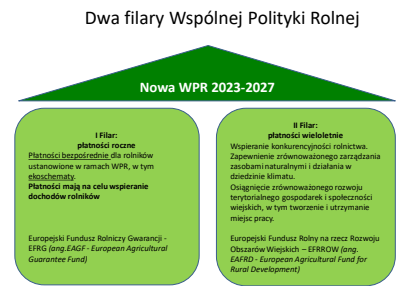 Dwa filary Wspólnej Polityki Rolnej
Nowa WPR 2023-2027
I Filar:
płatności roczne
Płatności bezpośrednie dla rolników
ustanowione w ramach WPR, w tym
ekoschematy.
Płatności mają na celu wspieranie
dochodów rolników
Europejski Fundusz Rolniczy Gwarancji -
EFRG (ang.EAGF - European Agricultural
Guarantee Fund)
II Filar:
płatności wieloletnie
Wspieranie konkurencyjności rolnictwa.
Zapewnienie zrównoważonego zarządzania
zasobami naturalnymi i działania w
dziedzinie klimatu.
Osiągnięcie zrównoważonego rozwoju
terytorialnego gospodarek i społeczności
wiejskich, w tym tworzenie i utrzymanie
miejsc pracy.
Europejski Fundusz Rolny na rzecz Rozwoju
Obszarów Wiejskich – EFRROW (ang.
EAFRD - European Agricultural Fund for
Rural Development)